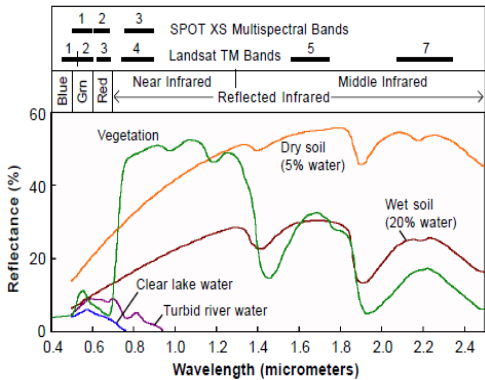 1 2 3 SPOT XS Multispectral Bands
1 2 3 4 Landsat TM Bands 5 7
Blue Grn Red Near Infrared Middle Infrared
Reflected Infrared
60
Vegetation
Dry soil
(5% water)
40
Reflectance (%)
Wet soil
(20% water)
20
Clear lake water
Turbid river water
0
0.4 0.6 0.8 1.0 1.2 1.4 1.6 1.8 2.0 2.2 2.4
Wavelength (micrometers)